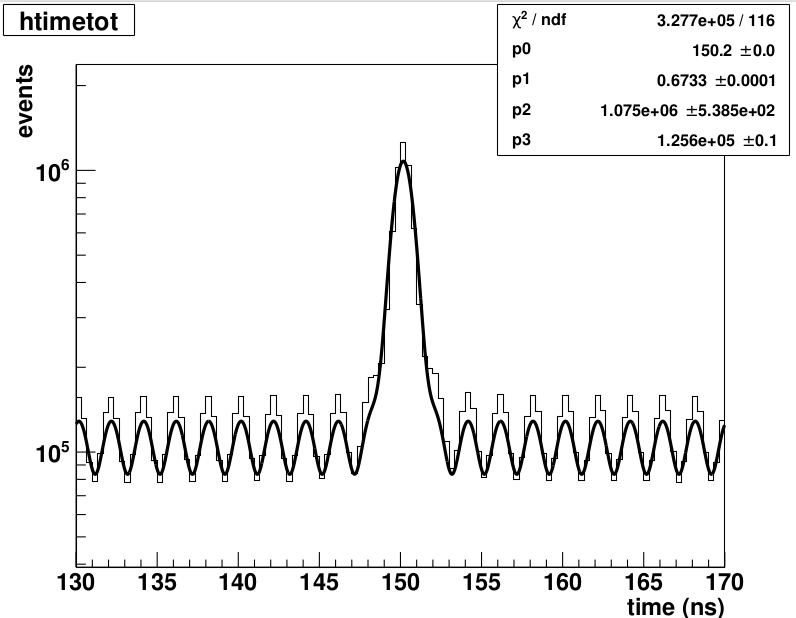 htimetot
χ² / ndf 3.277e+05 / 116
p0 150.2 ±0.0
p1 0.6733 ±0.0001
p2 1.075e+06 ±5.385e+02
p3 1.256e+05 ±0.1
events
10⁶
10⁵
130 135 140 145 150 155 160 165 170
time (ns)